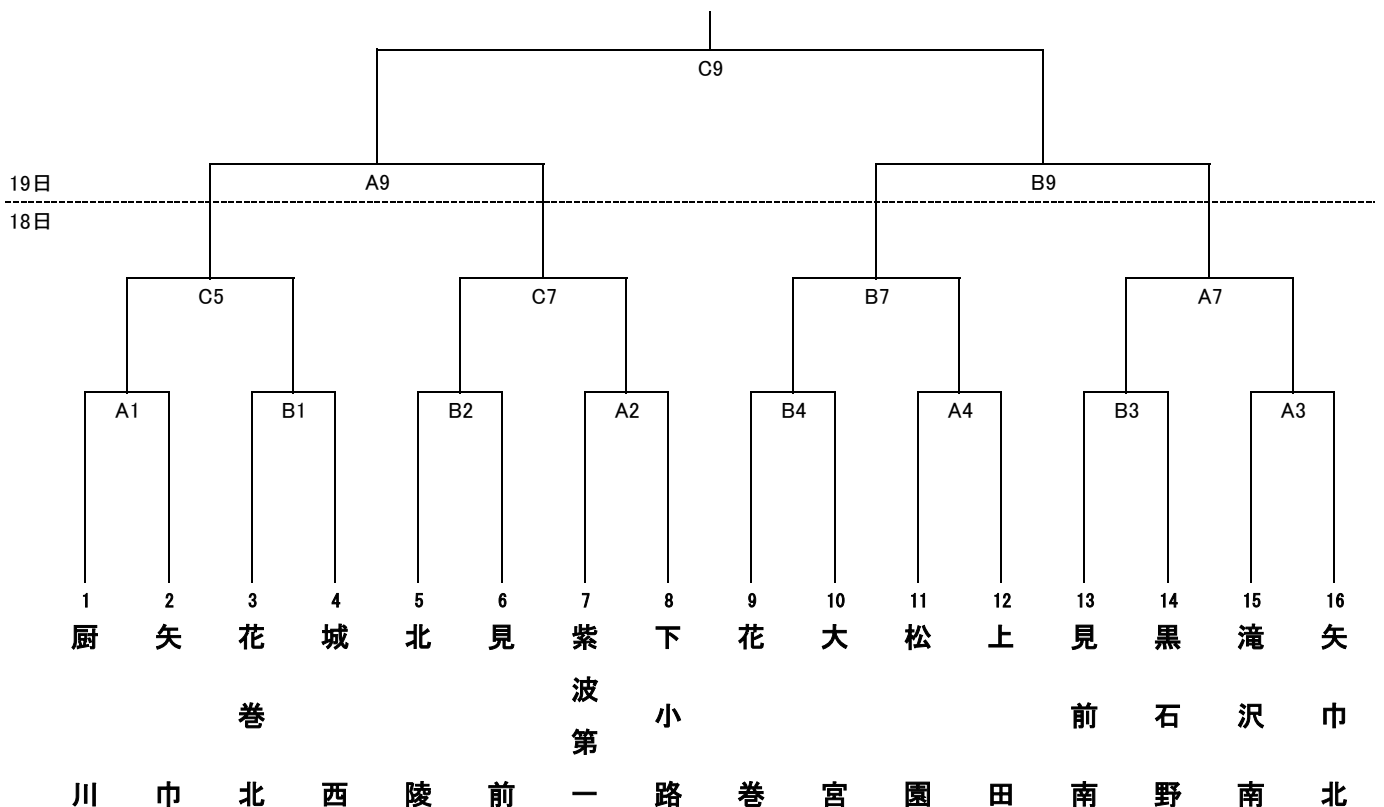 C9
19日
A9
B9
18日
C5
C7
B7
A7
A1
B1
B2
A2
B4
A4
B3
A3
1
2
3
4
5
6
7
8
9
10
11
12
13
14
15
16
厨川
矢巾
花巻北
城西
北陵
見前
紫波第一
下小路
花巻
大宮
松園
上田
見前南
黒石野
滝沢南
矢巾北